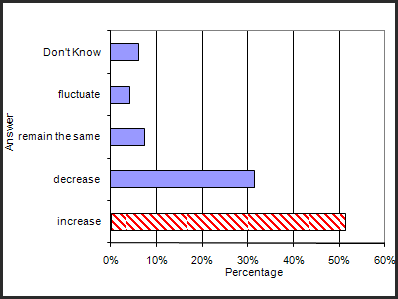 Don't Know
fluctuate
remain the same
decrease
increase
Answer
0% 10% 20% 30% 40% 50% 60%
Percentage